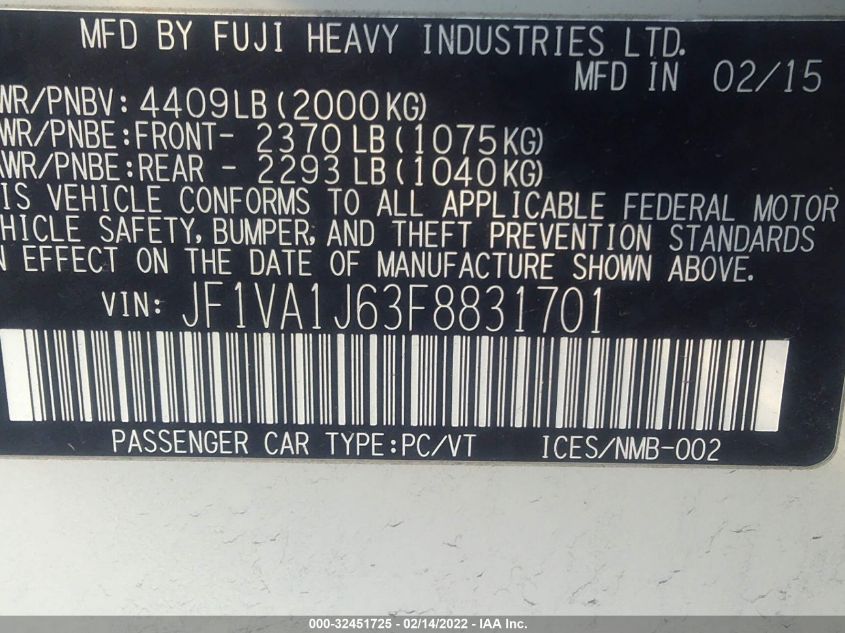 MFD BY FUJI HEAVY INDUSTRIES LTD.
MFD IN 02/15
WR/PNBV: 4409LB(2000KG)
WR/PNBE:FRONT- 2370LB(1075KG)
AWR/PNBE:REAR - 2293LB(1040KG)
IS VEHICLE CONFORMS TO ALL APPLICABLE FEDERAL MOTOR
HICLE SAFETY, BUMPER, AND THEFT PREVENTION STANDARDS
N EFFECT ON THE DATE OF MANUFACTURE SHOWN ABOVE.
VIN: JF1VA1J63F8831701
PASSENGER CAR TYPE:PC/VT ICES/NMB-002
000-32451725 - 02/14/2022 - IAA Inc.